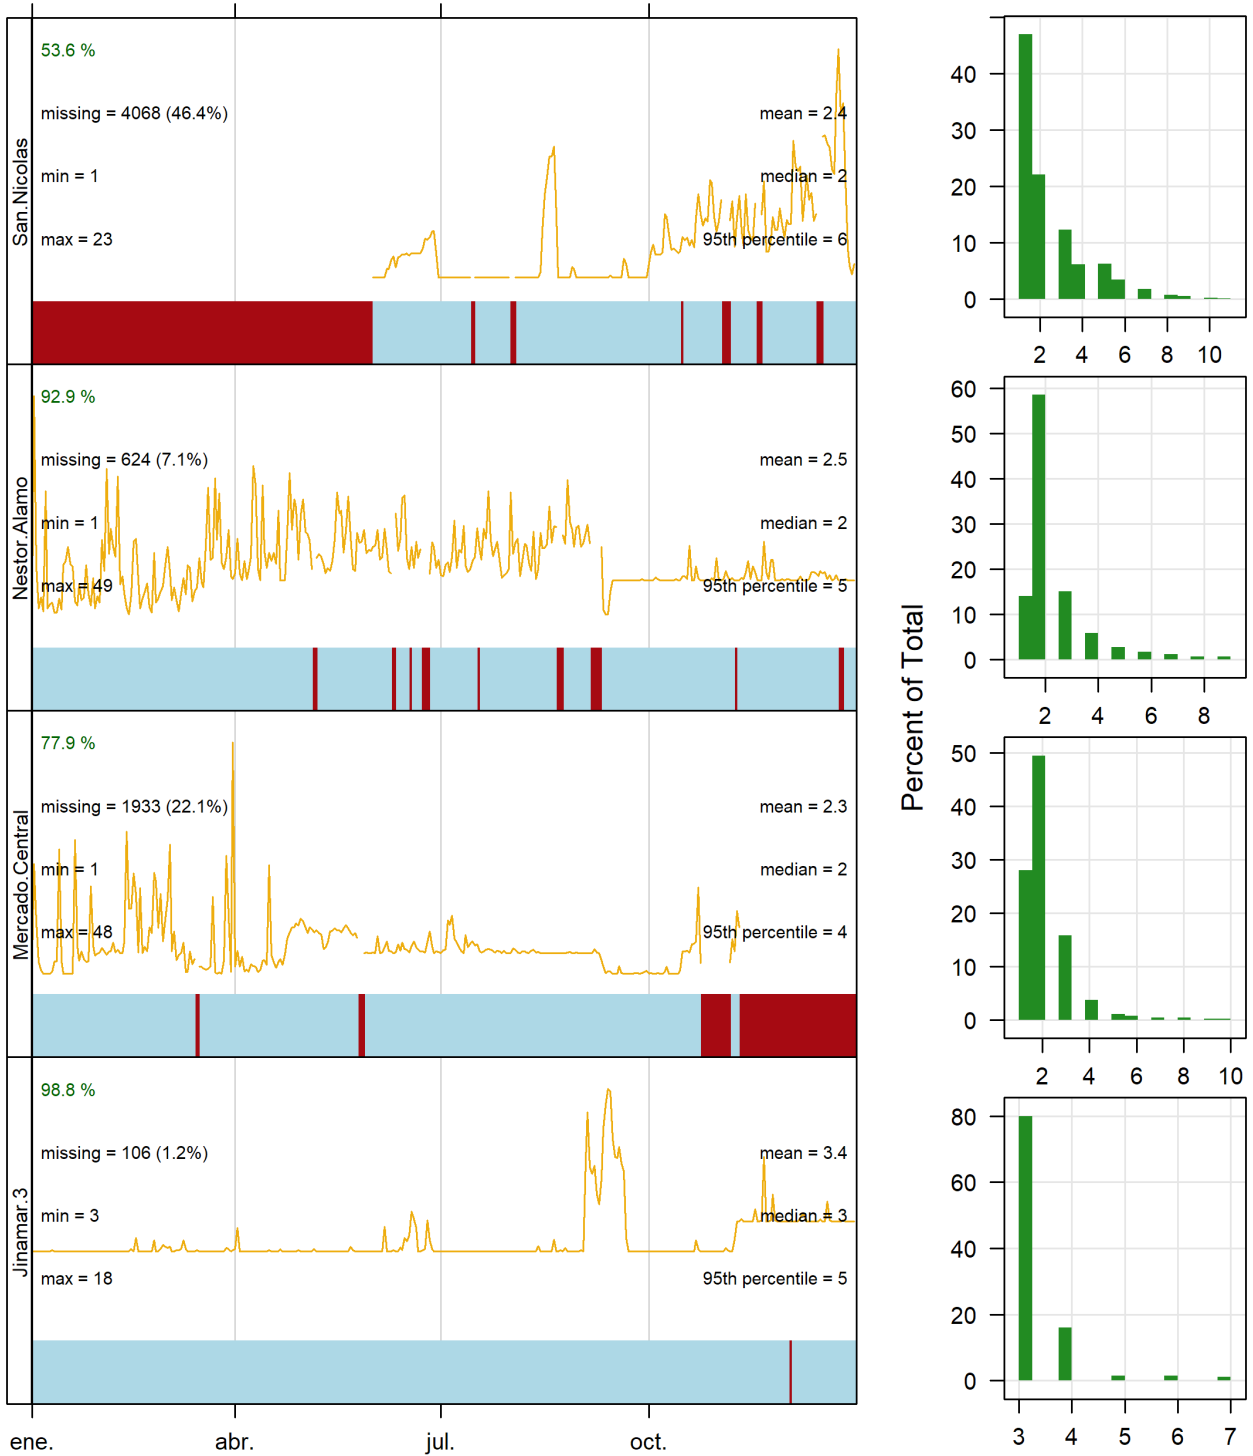 San.Nicolas
53.6 %
missing = 4068 (46.4%)
mean = 2.4
min = 1
median = 2
max = 23
95th percentile = 6
Nestor.Alamo
92.9 %
missing = 624 (7.1%)
mean = 2.5
min = 1
median = 2
max = 49
95th percentile = 5
Mercado.Central
77.9 %
missing = 1933 (22.1%)
mean = 2.3
min = 1
median = 2
max = 48
95th percentile = 4
Jinamar.3
98.8 %
missing = 106 (1.2%)
mean = 3.4
min = 3
median = 3
max = 18
95th percentile = 5
ene. abr. jul. oct.
Percent of Total
40
30
20
10
0
2 4 6 8 10
60
50
40
30
20
10
0
2 4 6 8
50
40
30
20
10
0
2 4 6 8 10
80
60
40
20
0
3 4 5 6 7